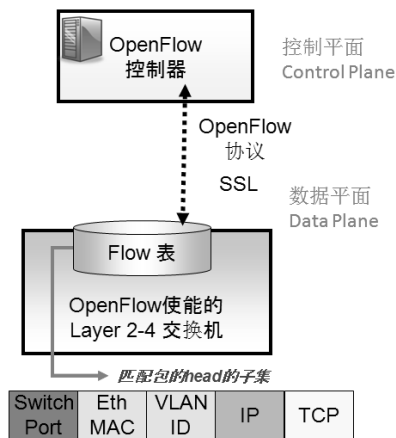 OpenFlow
控制器
控制平面
Control Plane
OpenFlow
协议
SSL
数据平面
Data Plane
Flow 表
OpenFlow使能的
Layer 2-4 交换机
匹配包的head的子集
Switch Port
Eth MAC
VLAN ID
IP
TCP